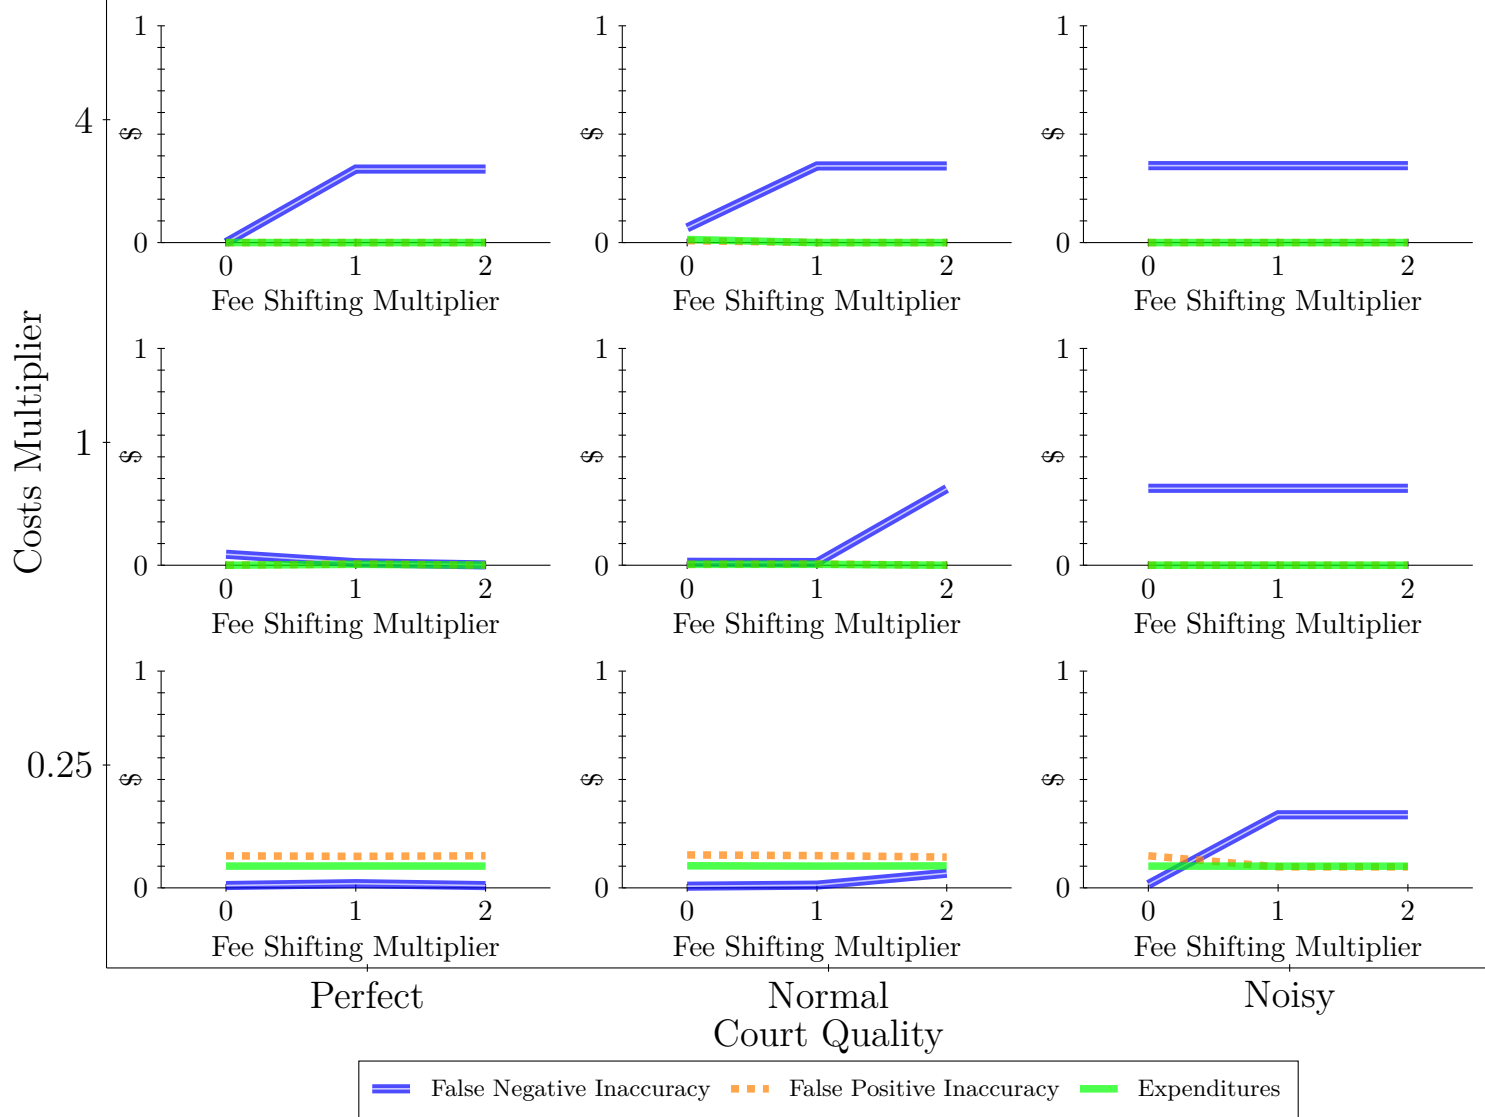 Costs Multiplier
4
1
0.25
1
$
0
0 1 2
Fee Shifting Multiplier
1
$
0
0 1 2
Fee Shifting Multiplier
1
$
0
0 1 2
Fee Shifting Multiplier
1
$
0
0 1 2
Fee Shifting Multiplier
1
$
0
0 1 2
Fee Shifting Multiplier
1
$
0
0 1 2
Fee Shifting Multiplier
1
$
0
0 1 2
Fee Shifting Multiplier
1
$
0
0 1 2
Fee Shifting Multiplier
1
$
0
0 1 2
Fee Shifting Multiplier
Perfect Normal Noisy
Court Quality
False Negative Inaccuracy False Positive Inaccuracy Expenditures